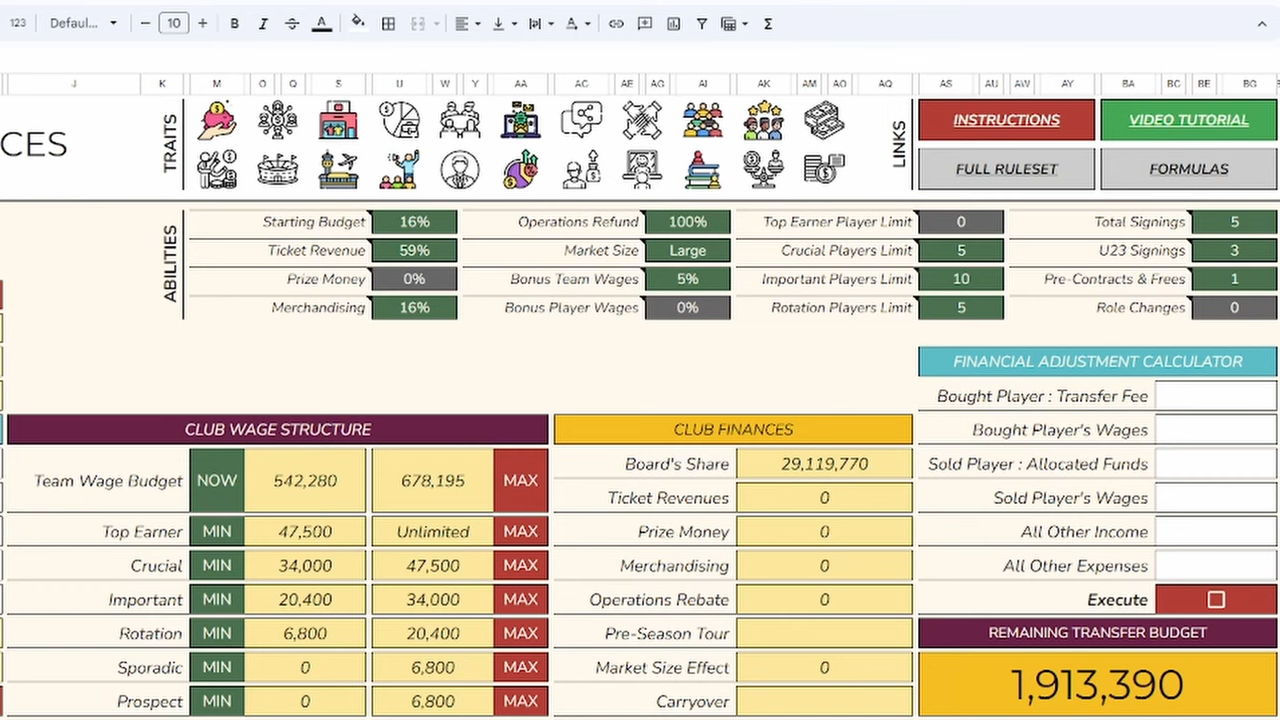 123 Defaul... 10 B I A Σ
J K M O Q S U W Y AA AC AE AG AI AK AM AO AQ AS AU AW AY BA BC BE BG
CES TRAITS LINKS INSTRUCTIONS VIDEO TUTORIAL
FULL RULESET FORMULAS
ABILITIES
Starting Budget 16% Operations Refund 100% Top Earner Player Limit 0 Total Signings 5
Ticket Revenue 59% Market Size Large Crucial Players Limit 5 U23 Signings 3
Prize Money 0% Bonus Team Wages 5% Important Players Limit 10 Pre-Contracts & Frees 1
Merchandising 16% Bonus Player Wages 0% Rotation Players Limit 5 Role Changes 0
FINANCIAL ADJUSTMENT CALCULATOR
Bought Player : Transfer Fee
Bought Player's Wages
Sold Player : Allocated Funds
Sold Player's Wages
All Other Income
All Other Expenses
Execute
REMAINING TRANSFER BUDGET
1,913,390
CLUB WAGE STRUCTURE
Team Wage Budget NOW 542,280 678,195 MAX
Top Earner MIN 47,500 Unlimited MAX
Crucial MIN 34,000 47,500 MAX
Important MIN 20,400 34,000 MAX
Rotation MIN 6,800 20,400 MAX
Sporadic MIN 0 6,800 MAX
Prospect MIN 0 6,800 MAX
CLUB FINANCES
Board's Share 29,119,770
Ticket Revenues 0
Prize Money 0
Merchandising 0
Operations Rebate 0
Pre-Season Tour
Market Size Effect 0
Carryover